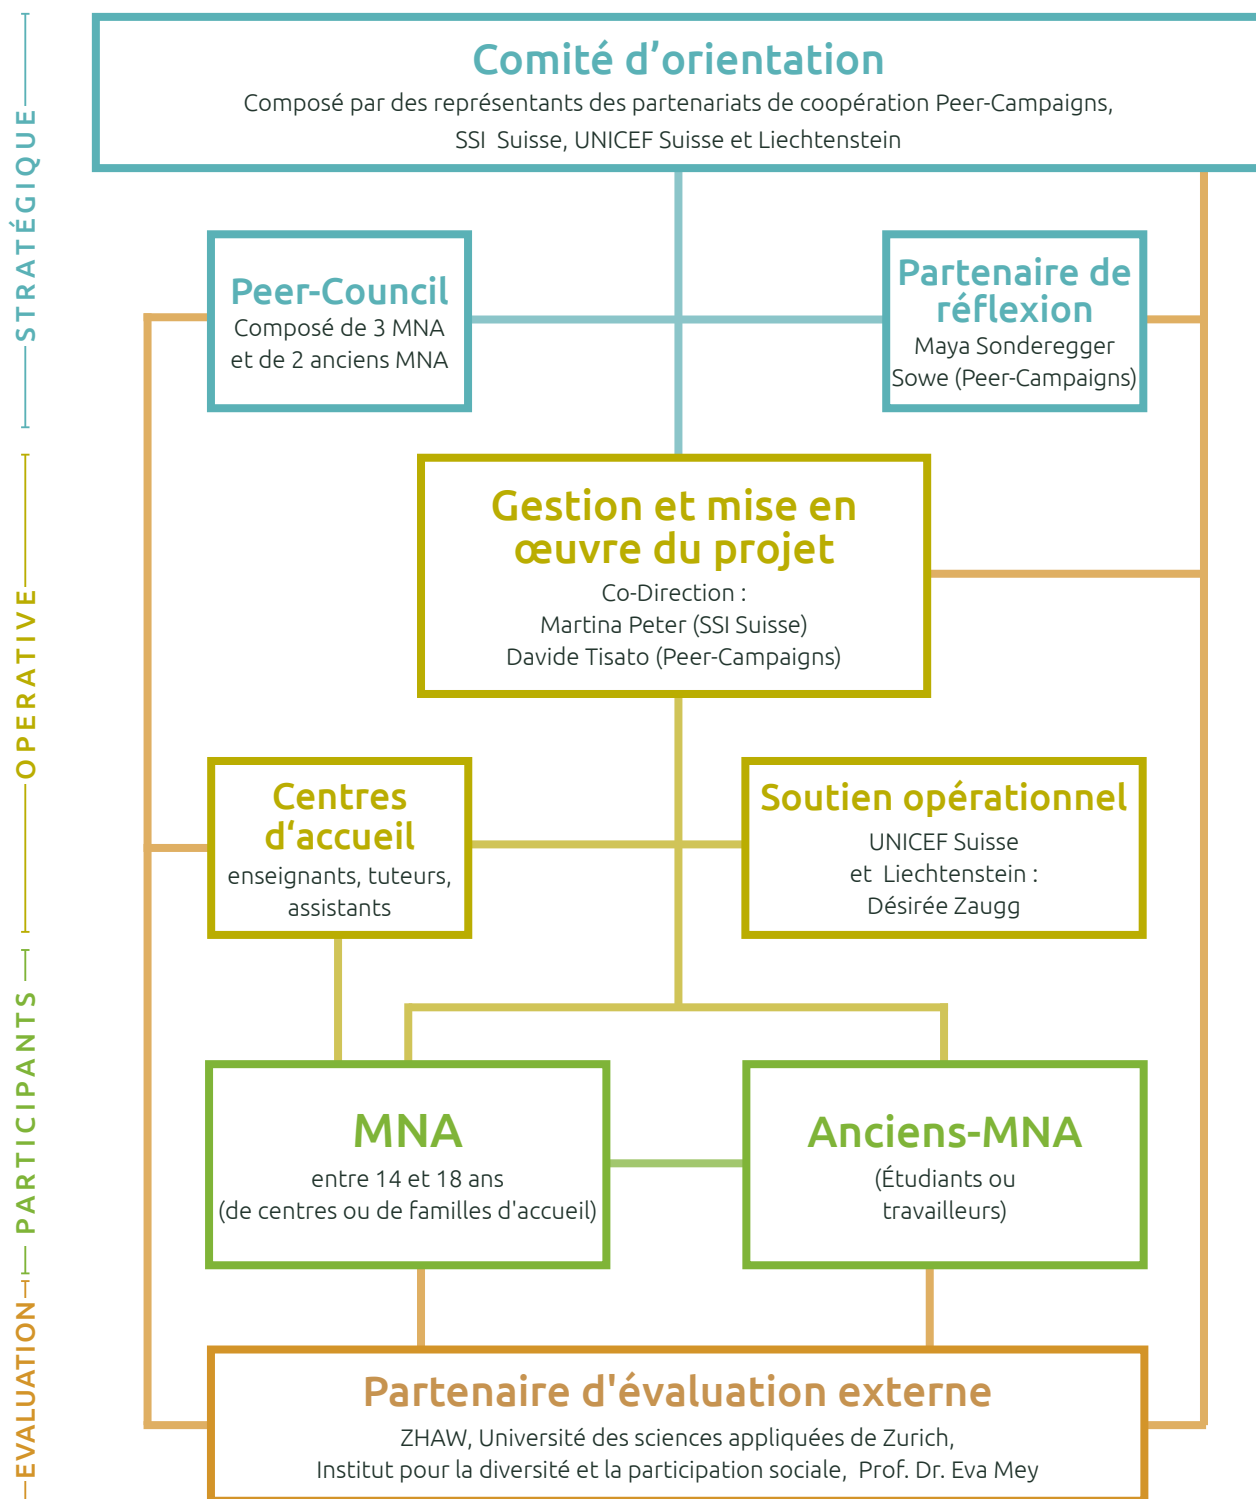 STRATÉGIQUE
Comité d’orientation
Composé par des représentants des partenariats de coopération Peer-Campaigns,
SSI Suisse, UNICEF Suisse et Liechtenstein
Peer-Council
Composé de 3 MNA
et de 2 anciens MNA
Partenaire de
réflexion
Maya Sonderegger
Sowe (Peer-Campaigns)
OPERATIVE
Gestion et mise en
œuvre du projet
Co-Direction :
Martina Peter (SSI Suisse)
Davide Tisato (Peer-Campaigns)
Centres
d‘accueil
enseignants, tuteurs,
assistants
Soutien opérationnel
UNICEF Suisse
et Liechtenstein :
Désirée Zaugg
PARTICIPANTS
MNA
entre 14 et 18 ans
(de centres ou de familles d'accueil)
Anciens-MNA
(Étudiants ou
travailleurs)
EVALUATION
Partenaire d'évaluation externe
ZHAW, Université des sciences appliquées de Zurich,
Institut pour la diversité et la participation sociale, Prof. Dr. Eva Mey